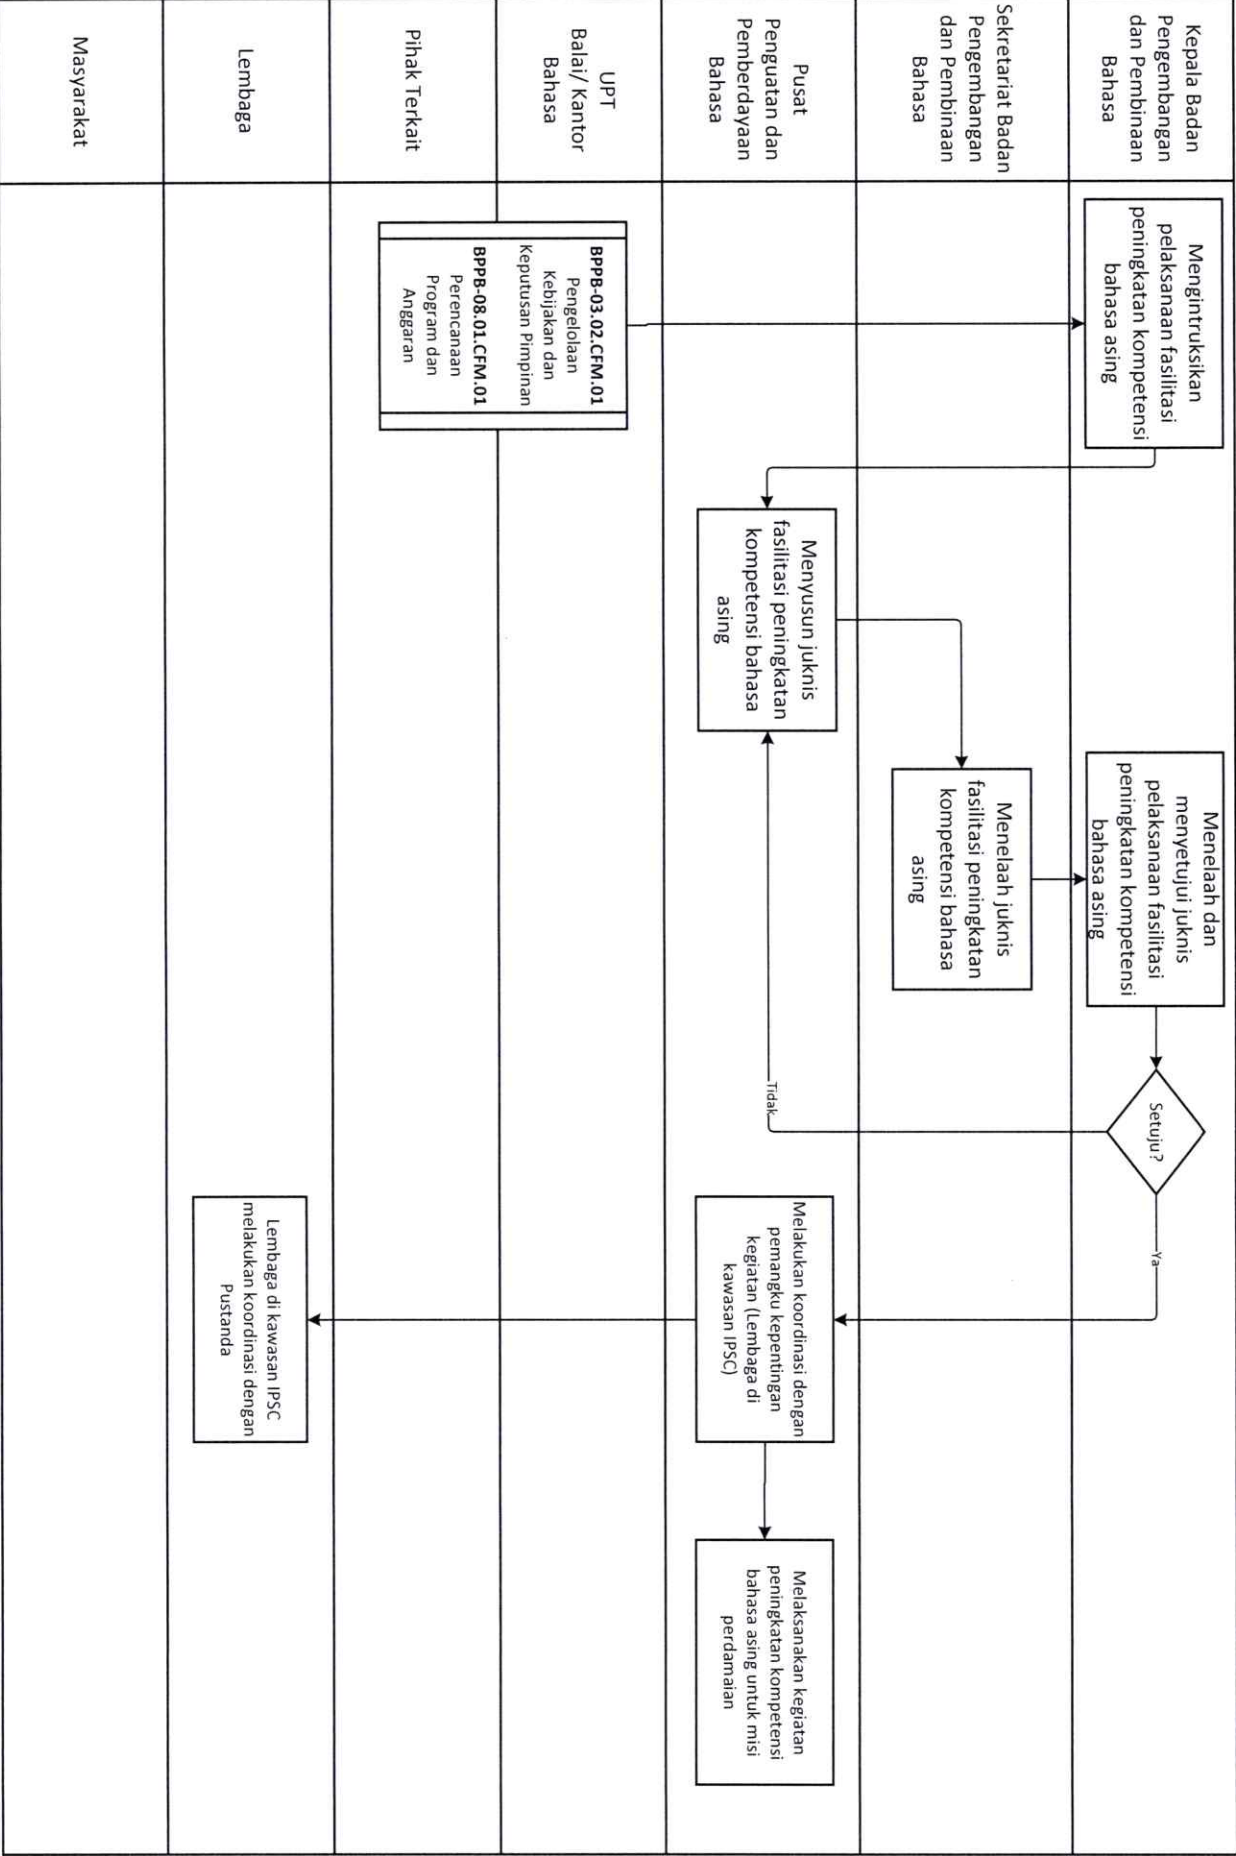 Kepala Badan
Pengembangan
dan Pembinaan
Bahasa
Mengintruksikan
pelaksanaan fasilitasi
peningkatan kompetensi
bahasa asing
Menelaah dan
menyetujui juknis
pelaksanaan fasilitasi
peningkatan kompetensi
bahasa asing
Setuju?
Ya
Tidak
Sekretariat Badan
Pengembangan
dan Pembinaan
Bahasa
Menelaah juknis
fasilitasi peningkatan
kompetensi bahasa
asing
Pusat
Penguatan dan
Pemberdayaan
Bahasa
Menyusun juknis
fasilitasi peningkatan
kompetensi bahasa
asing
Melakukan koordinasi dengan
pemangku kepentingan
kegiatan (Lembaga di
kawasan IPSC)
Melaksanakan kegiatan
peningkatan kompetensi
bahasa asing untuk misi
perdamaian
UPT
Balai/ Kantor
Bahasa
BPPB-03.02.CFM.01
Pengelolaan
Kebijakan dan
Keputusan Pimpinan
BPPB-08.01.CFM.01
Perencanaan
Program dan
Anggaran
Pihak Terkait
Lembaga
Lembaga di kawasan IPSC
melakukan koordinasi dengan
Pustanda
Masyarakat